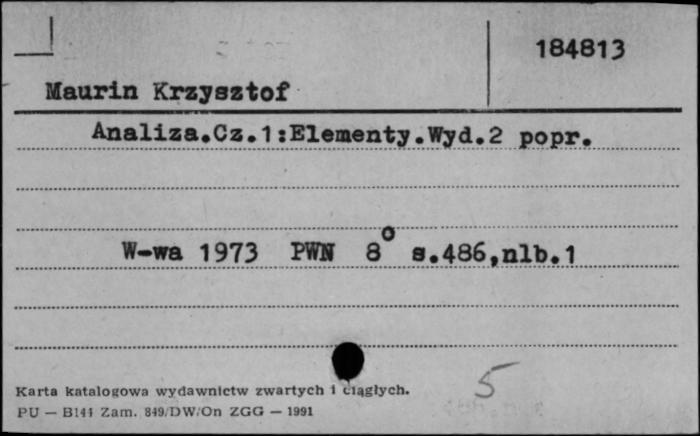 184813
Maurin Krzysztof
Analiza.Cz.1:Elementy.Wyd.2 popr.
W-wa 1973 PWN 8° s.486,nlb.1
5
Karta katalogowa wydawnictw zwartych i ciągłych.
PU — B141 Zam. 849/DW/On ZGG — 1991